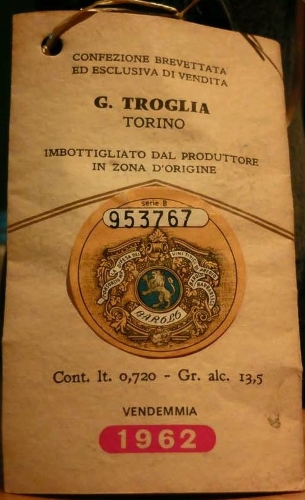 CONFEZIONE BREVETTATA
ED ESCLUSIVA DI VENDITA
G. TROGLIA
TORINO
IMBOTTIGLIATO DAL PRODUTTORE
IN ZONA D'ORIGINE
serie B
953767
BAROLO
Cont. lt. 0,720 - Gr. alc. 13,5
VENDEMMIA
1962